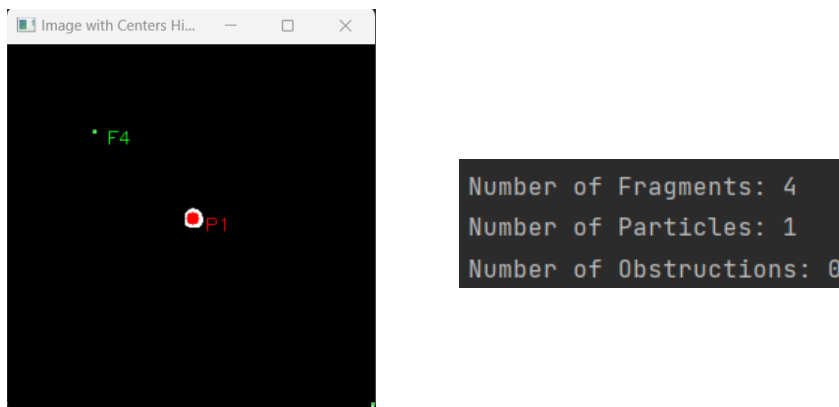 Image with Centers Hi...
F4
P1
Number of Fragments: 4
Number of Particles: 1
Number of Obstructions: 0